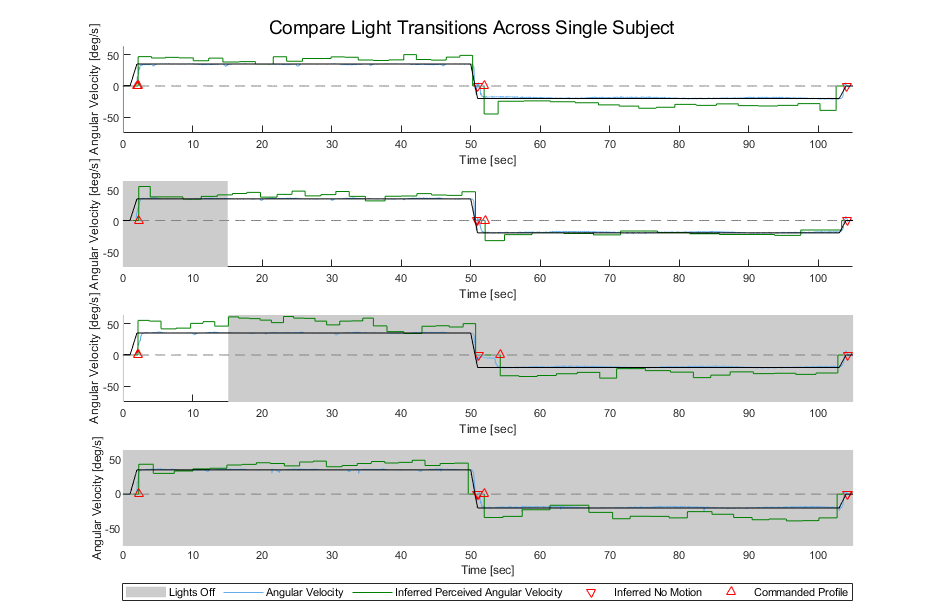 Compare Light Transitions Across Single Subject
Angular Velocity [deg/s]
50
0
-50
0 10 20 30 40 50 60 70 80 90 100
Time [sec]
Angular Velocity [deg/s]
50
0
-50
0 10 20 30 40 50 60 70 80 90 100
Time [sec]
Angular Velocity [deg/s]
50
0
-50
0 10 20 30 40 50 60 70 80 90 100
Time [sec]
Angular Velocity [deg/s]
50
0
-50
0 10 20 30 40 50 60 70 80 90 100
Time [sec]
Lights Off Angular Velocity Inferred Perceived Angular Velocity Inferred No Motion Commanded Profile